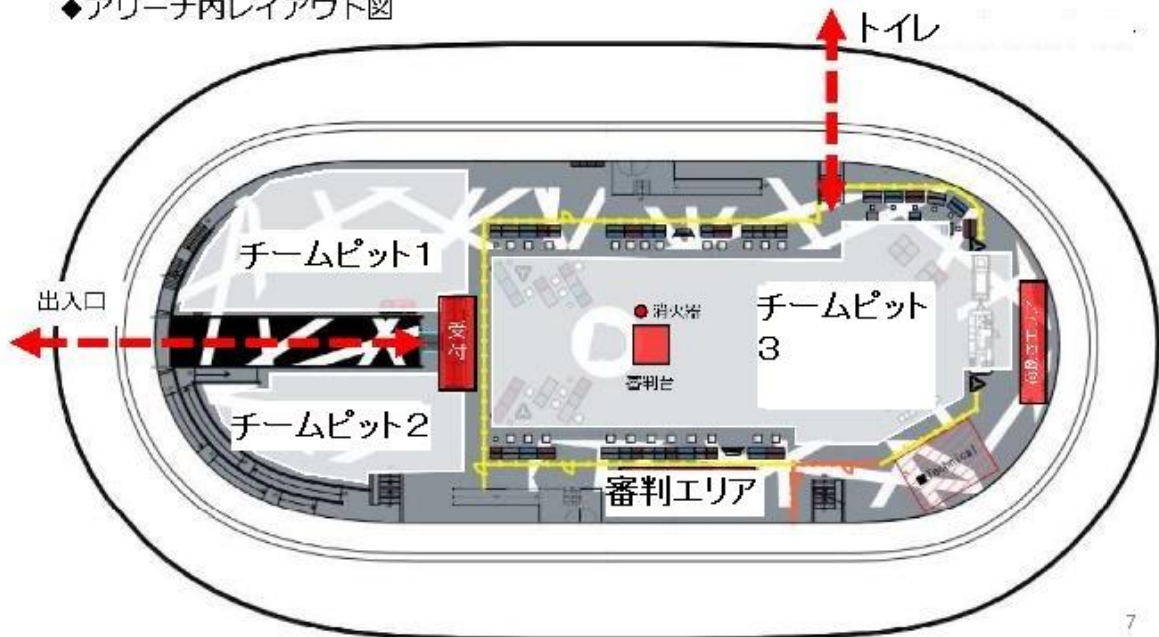 ◆アリーナ内レイアウト図
トイレ
チームピット1
出入口
消火器
チームピット
3
審判台
チームピット2
審判エリア
■Technical
7